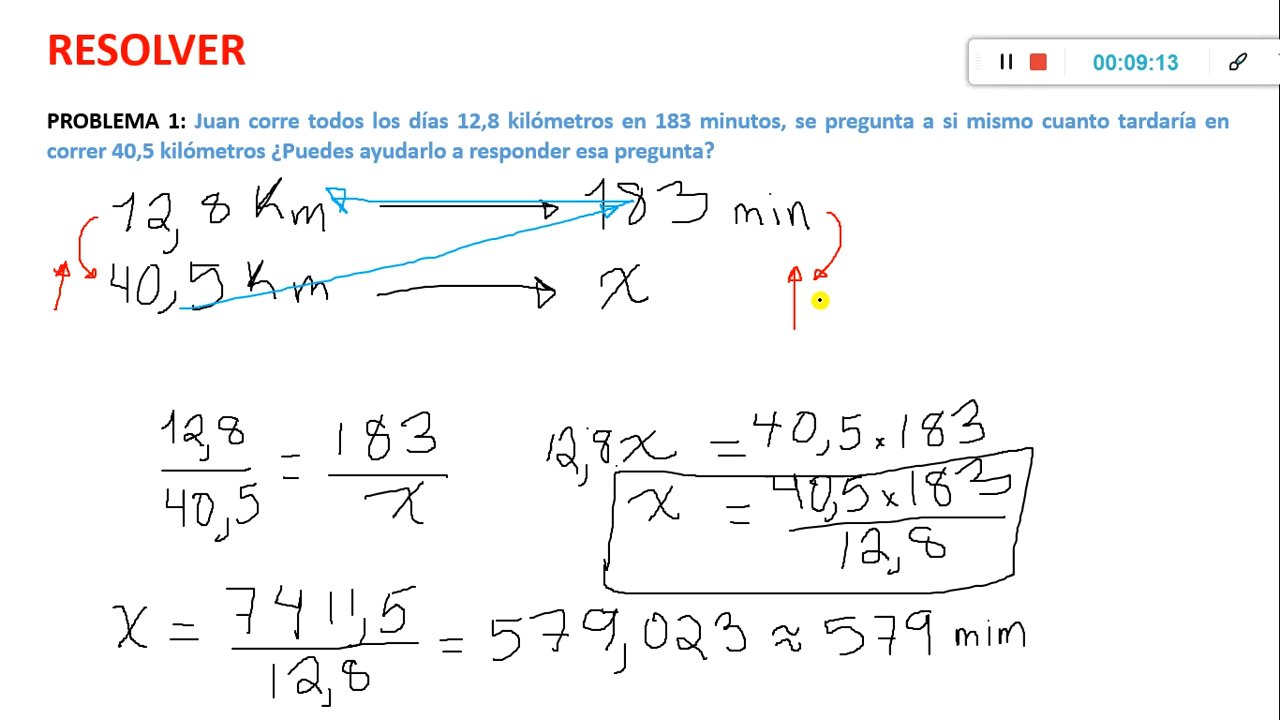 RESOLVER
00:09:13
PROBLEMA 1: Juan corre todos los días 12,8 kilómetros en 183 minutos, se pregunta a si mismo cuanto tardaría en
correr 40,5 kilómetros ¿Puedes ayudarlo a responder esa pregunta?
12,8 Km → 183 min
40,5 Km → x
12,8 / 40,5 = 183 / x
12,8x = 40,5 × 183
x = 40,5 × 183 / 12,8
x = 7411,5 / 12,8 = 579,023 ≈ 579 mim